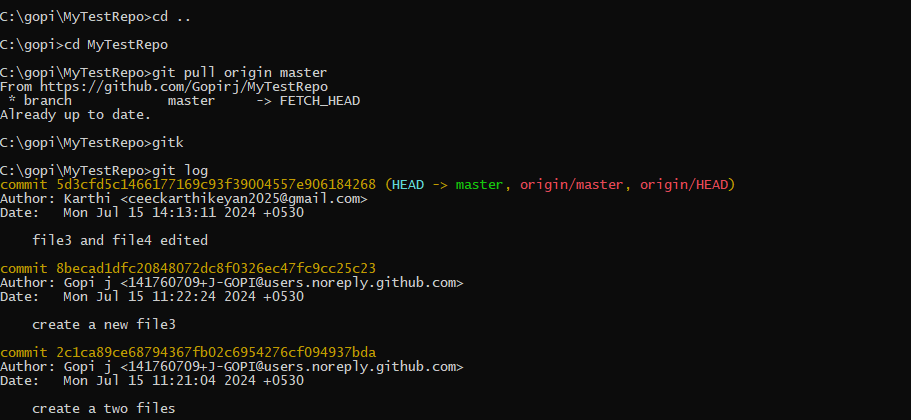 C:\gopi\MyTestRepo>cd ..
C:\gopi>cd MyTestRepo
C:\gopi\MyTestRepo>git pull origin master
From https://github.com/Gopirj/MyTestRepo
 * branch            master     -> FETCH_HEAD
Already up to date.
C:\gopi\MyTestRepo>gitk
C:\gopi\MyTestRepo>git log
commit 5d3cfd5c1466177169c93f39004557e906184268 (HEAD -> master, origin/master, origin/HEAD)
Author: Karthi <ceeckarthikeyan2025@gmail.com>
Date:   Mon Jul 15 14:13:11 2024 +0530
    file3 and file4 edited
commit 8becad1dfc20848072dc8f0326ec47fc9cc25c23
Author: Gopi j <141760709+J-GOPI@users.noreply.github.com>
Date:   Mon Jul 15 11:22:24 2024 +0530
    create a new file3
commit 2c1ca89ce68794367fb02c6954276cf094937bda
Author: Gopi j <141760709+J-GOPI@users.noreply.github.com>
Date:   Mon Jul 15 11:21:04 2024 +0530
    create a two files